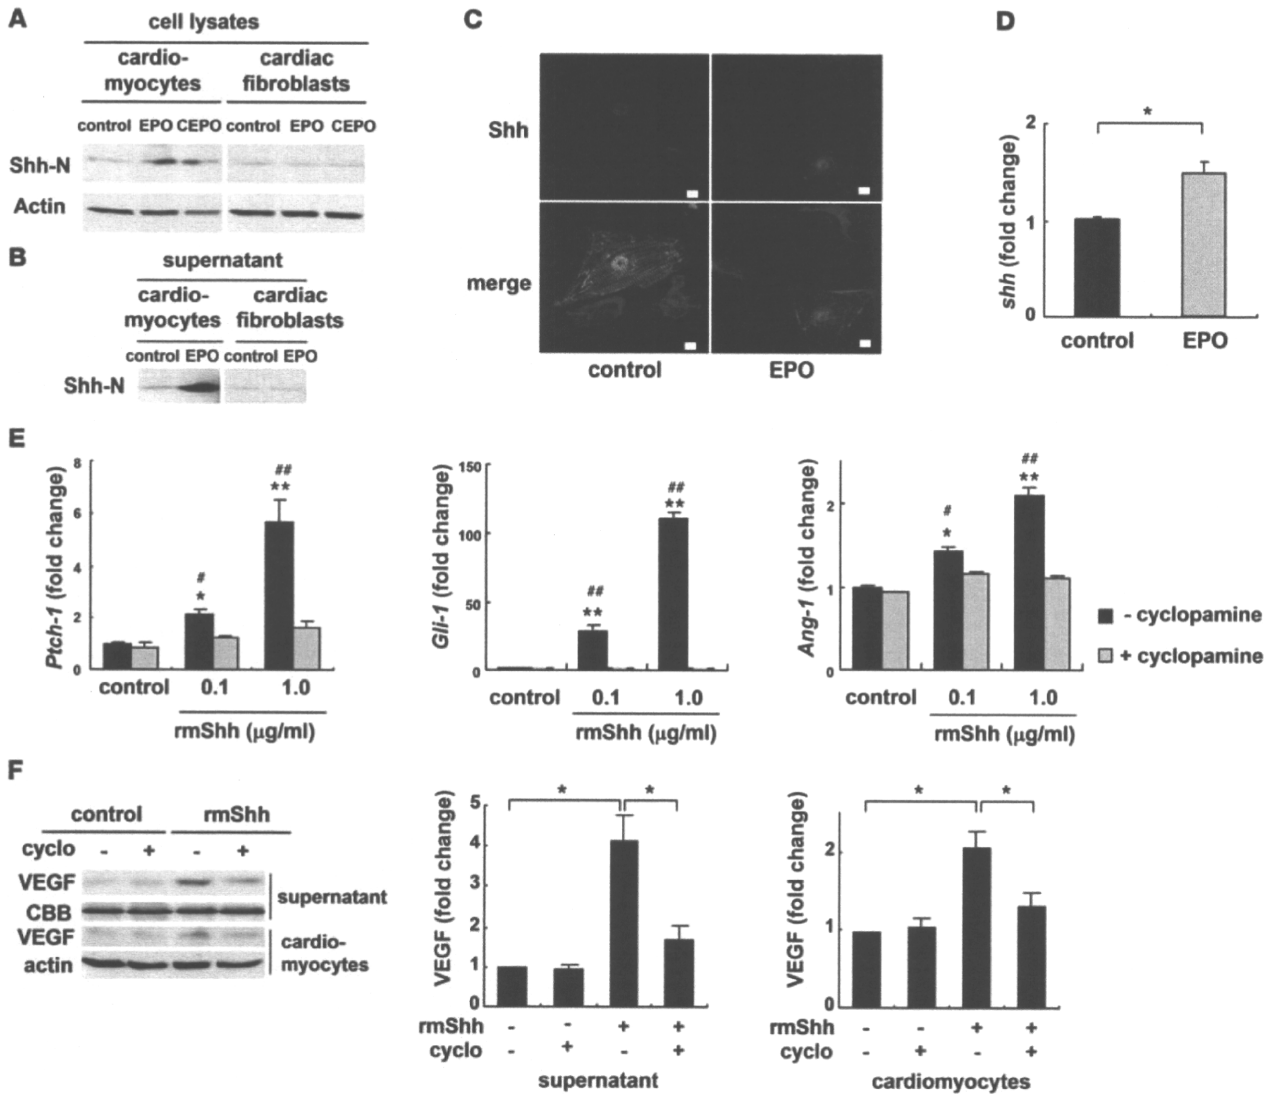 A
cell lysates
cardio-
myocytes
cardiac
fibroblasts
control EPO CEPO control EPO CEPO
Shh-N
Actin
B
supernatant
cardio-
myocytes
cardiac
fibroblasts
control EPO control EPO
Shh-N
C
Shh
merge
control EPO
D
shh (fold change)
2
1
0
*
control EPO
E
Ptch-1 (fold change)
8
6
4
2
0
#
*
##
**
control 0.1 1.0
rmShh (μg/ml)
Gli-1 (fold change)
150
100
50
0
##
**
##
**
control 0.1 1.0
rmShh (μg/ml)
Ang-1 (fold change)
2
1
0
#
*
##
**
control 0.1 1.0
rmShh (μg/ml)
- cyclopamine
+ cyclopamine
F
control rmShh
cyclo - + - +
VEGF
CBB
supernatant
VEGF
actin
cardio-
myocytes
VEGF (fold change)
5
4
3
2
1
0
* *
rmShh - - + +
cyclo - + - +
supernatant
VEGF (fold change)
2
1
0
* *
rmShh - - + +
cyclo - + - +
cardiomyocytes